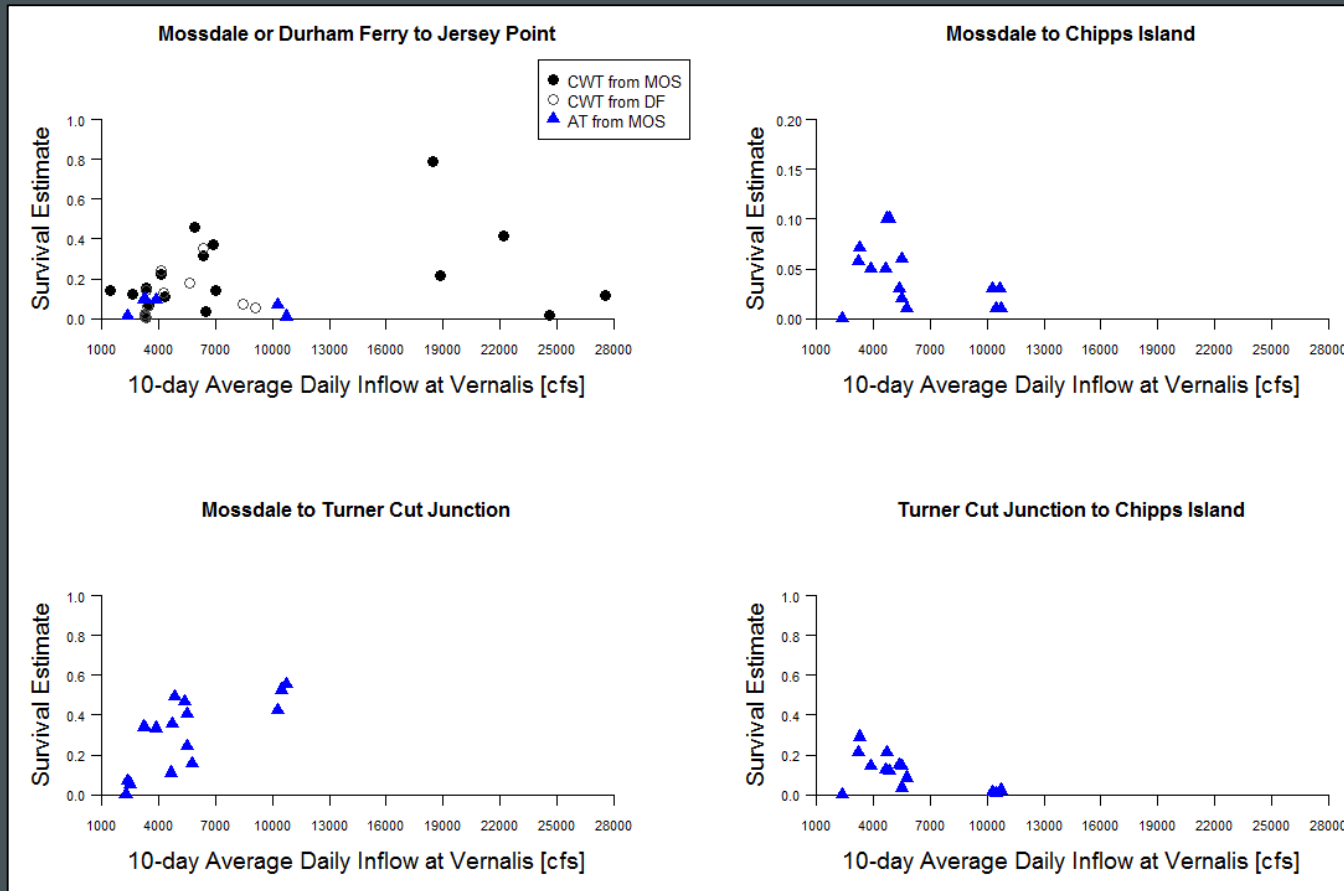 Mossdale or Durham Ferry to Jersey Point
CWT from MOS
CWT from DF
AT from MOS
Survival Estimate
1.0
0.8
0.6
0.4
0.2
0.0
1000 4000 7000 10000 13000 16000 19000 22000 25000 28000
10-day Average Daily Inflow at Vernalis [cfs]
Mossdale to Chipps Island
Survival Estimate
0.20
0.15
0.10
0.05
0.00
1000 4000 7000 10000 13000 16000 19000 22000 25000 28000
10-day Average Daily Inflow at Vernalis [cfs]
Mossdale to Turner Cut Junction
Survival Estimate
1.0
0.8
0.6
0.4
0.2
0.0
1000 4000 7000 10000 13000 16000 19000 22000 25000 28000
10-day Average Daily Inflow at Vernalis [cfs]
Turner Cut Junction to Chipps Island
Survival Estimate
1.0
0.8
0.6
0.4
0.2
0.0
1000 4000 7000 10000 13000 16000 19000 22000 25000 28000
10-day Average Daily Inflow at Vernalis [cfs]